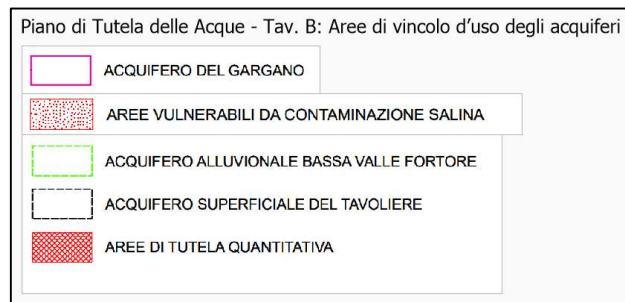 Piano di Tutela delle Acque - Tav. B: Aree di vincolo d'uso degli acquiferi
ACQUIFERO DEL GARGANO
AREE VULNERABILI DA CONTAMINAZIONE SALINA
ACQUIFERO ALLUVIONALE BASSA VALLE FORTORE
ACQUIFERO SUPERFICIALE DEL TAVOLIERE
AREE DI TUTELA QUANTITATIVA